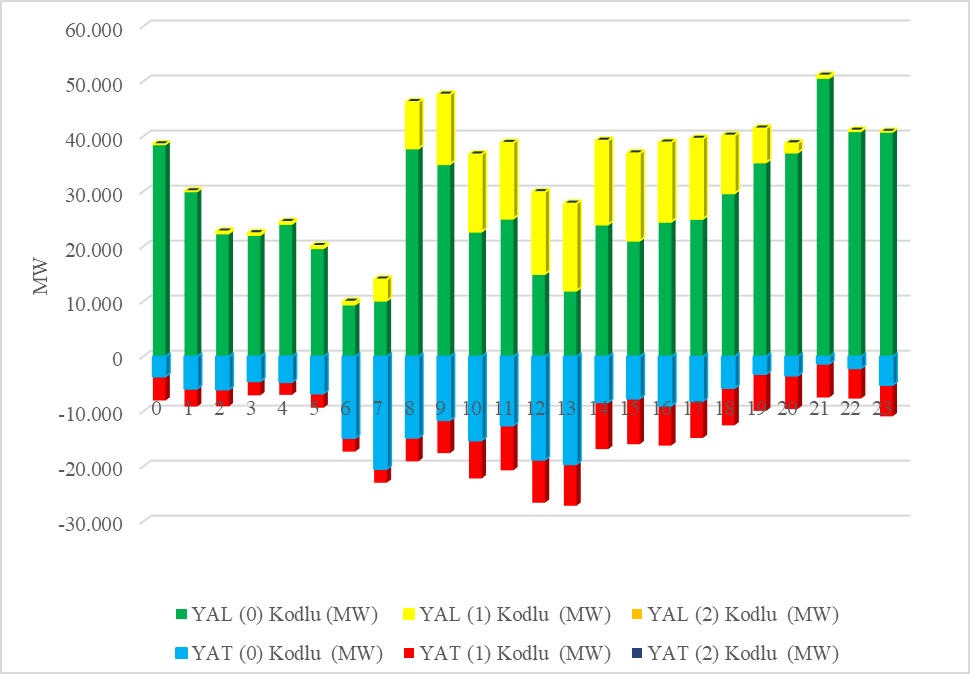 60.000
50.000
40.000
30.000
20.000
10.000
0
-10.000
-20.000
-30.000
MW
0 1 2 3 4 5 6 7 8 9 10 11 12 13 14 15 16 17 18 19 20 21 22 23
YAL (0) Kodlu (MW) YAL (1) Kodlu (MW) YAL (2) Kodlu (MW)
YAT (0) Kodlu (MW) YAT (1) Kodlu (MW) YAT (2) Kodlu (MW)